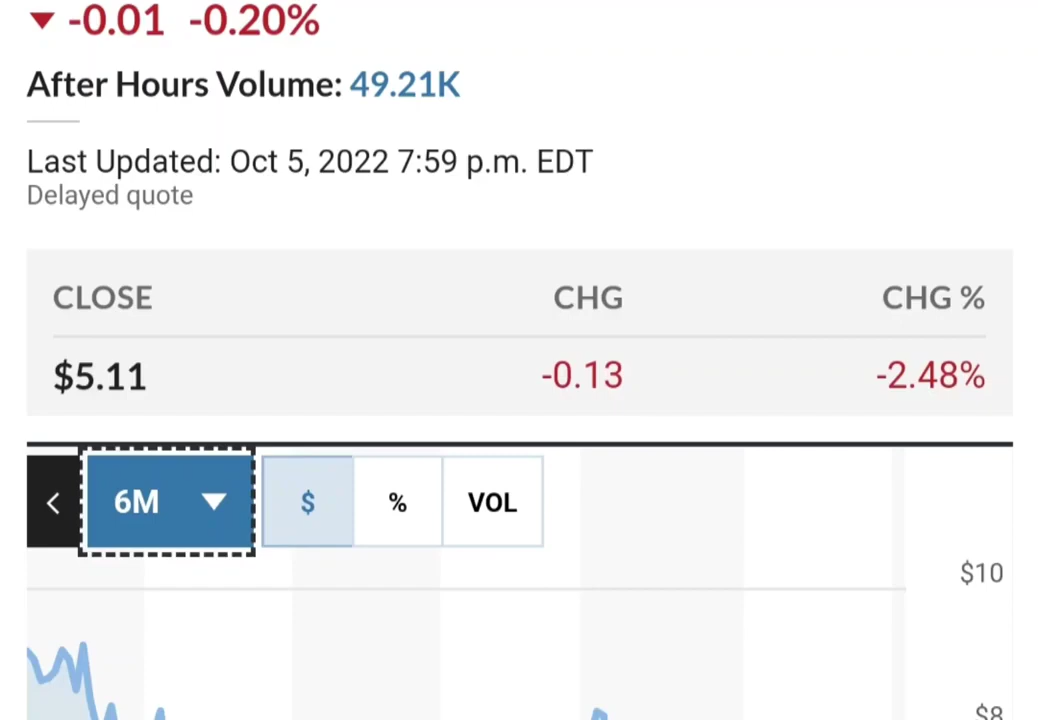 -0.01 -0.20%
After Hours Volume: 49.21K
Last Updated: Oct 5, 2022 7:59 p.m. EDT
Delayed quote
CLOSE CHG CHG %
$5.11 -0.13 -2.48%
6M $ % VOL
$10
$8